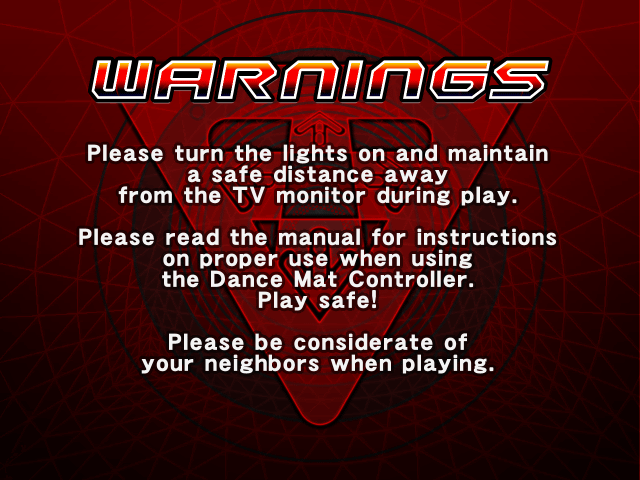 WARNINGS
Please turn the lights on and maintain
a safe distance away
from the TV monitor during play.
Please read the manual for instructions
on proper use when using
the Dance Mat Controller.
Play safe!
Please be considerate of
your neighbors when playing.